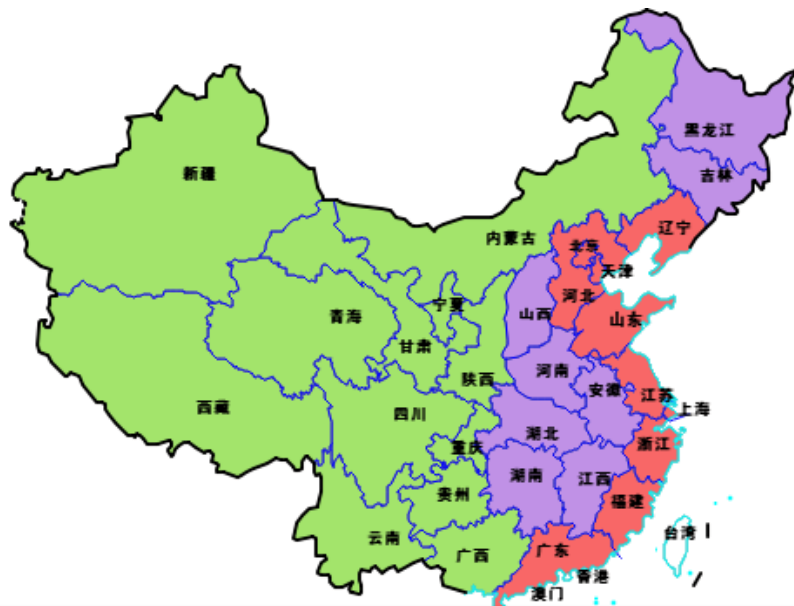 黑龙江
吉林
新疆
辽宁
内蒙古
北京
天津
河北
宁夏
山西
青海
山东
甘肃
河南
陕西
安徽
江苏
西藏
四川
上海
湖北
浙江
重庆
湖南
江西
贵州
福建
台湾
云南
广西
广东
香港
澳门